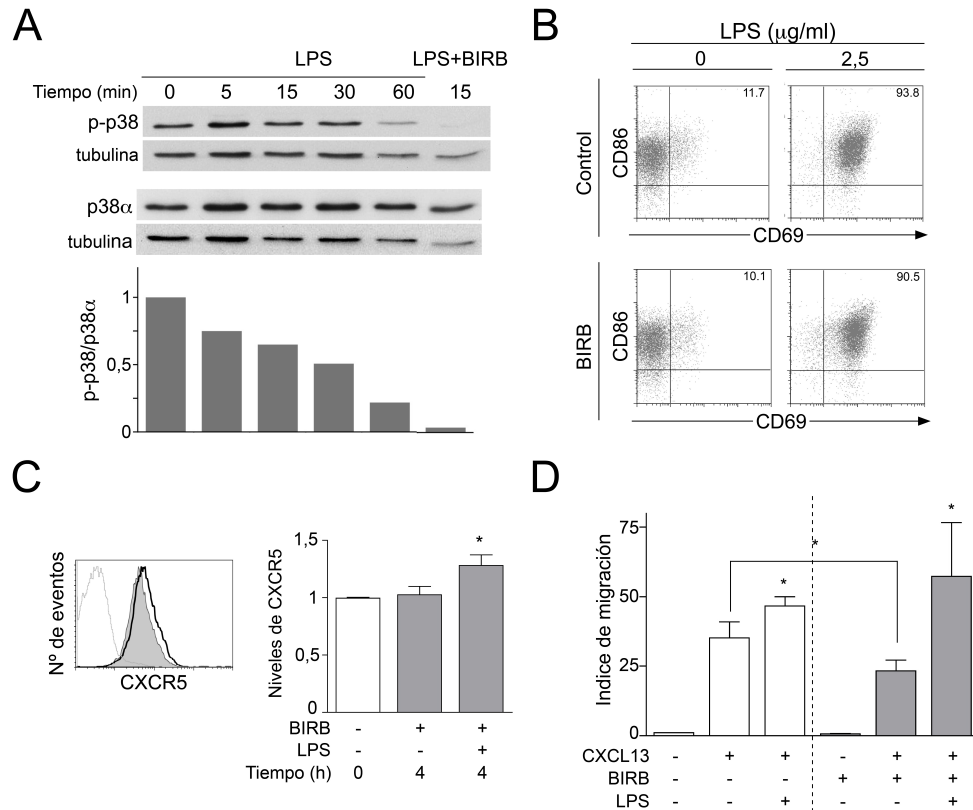 A
LPS
LPS+BIRB
Tiempo (min) 0 5 15 30 60 15
p-p38
tubulina
p38α
tubulina
p-p38/p38α
1
0,5
0
B
LPS (μg/ml)
0 2,5
Control
CD86
11.7
93.8
CD69
BIRB
CD86
10.1
90.5
CD69
C
Nº de eventos
CXCR5
Niveles de CXCR5
1,5
1
0,5
0
*
BIRB - + +
LPS - - +
Tiempo (h) 0 4 4
D
Indice de migración
75
50
25
0
*
*
*
CXCL13 - + + - + +
BIRB - - - + + +
LPS - - + - - +